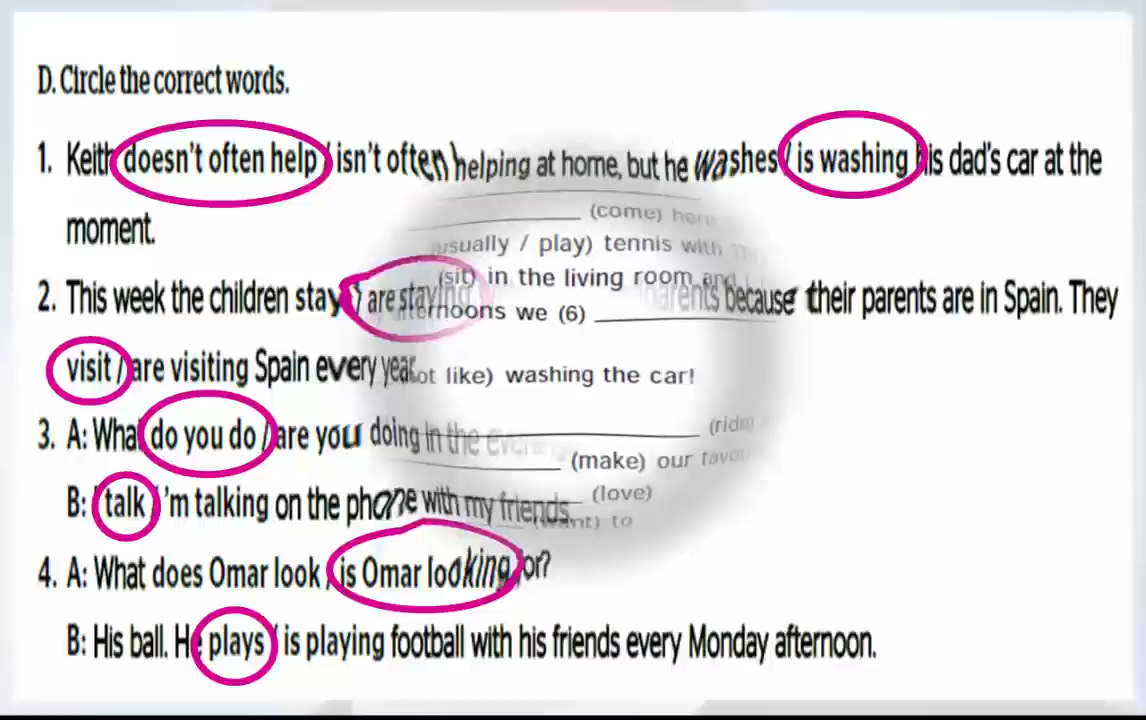 D. Circle the correct words.
1. Keith doesn't often help / isn't often helping at home, but he washes / is washing his dad's car at the
moment.
(come) here
(usually / play) tennis with
(sit) in the living room and
2. This week the children stay / are staying parents because their parents are in Spain. They
afternoons we (6)
visit / are visiting Spain every year.
not like) washing the car!
3. A: What do you do / are you doing in the
(ride)
(make) our favou
B: I talk / 'm talking on the phone with my friends.
(love)
(want) to
4. A: What does Omar look / is Omar looking for?
B: His ball. He plays / is playing football with his friends every Monday afternoon.